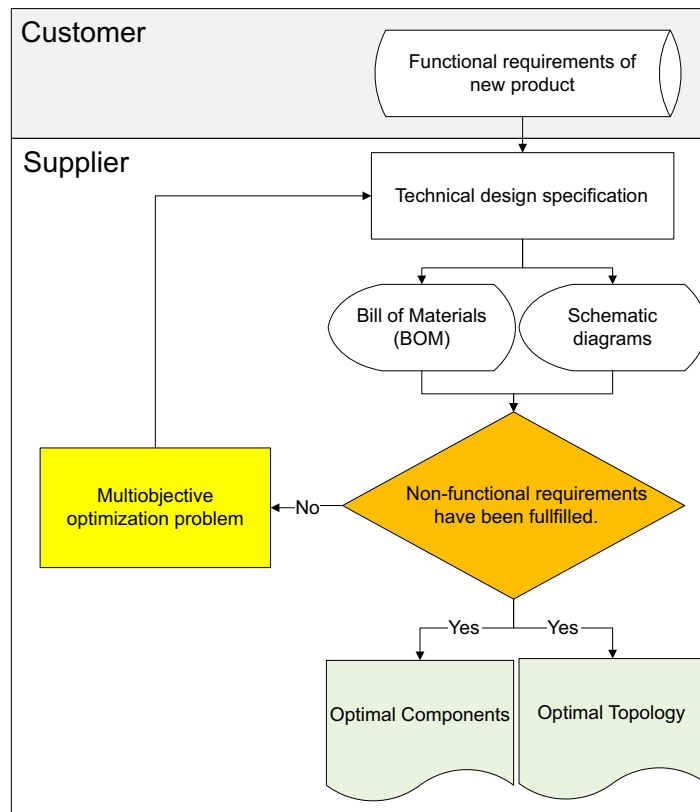 Customer
Functional requirements of
new product
Supplier
Technical design specification
Bill of Materials
(BOM)
Schematic
diagrams
Multiobjective
optimization problem
No
Non-functional requirements
have been fullfilled.
Yes
Yes
Optimal Components
Optimal Topology